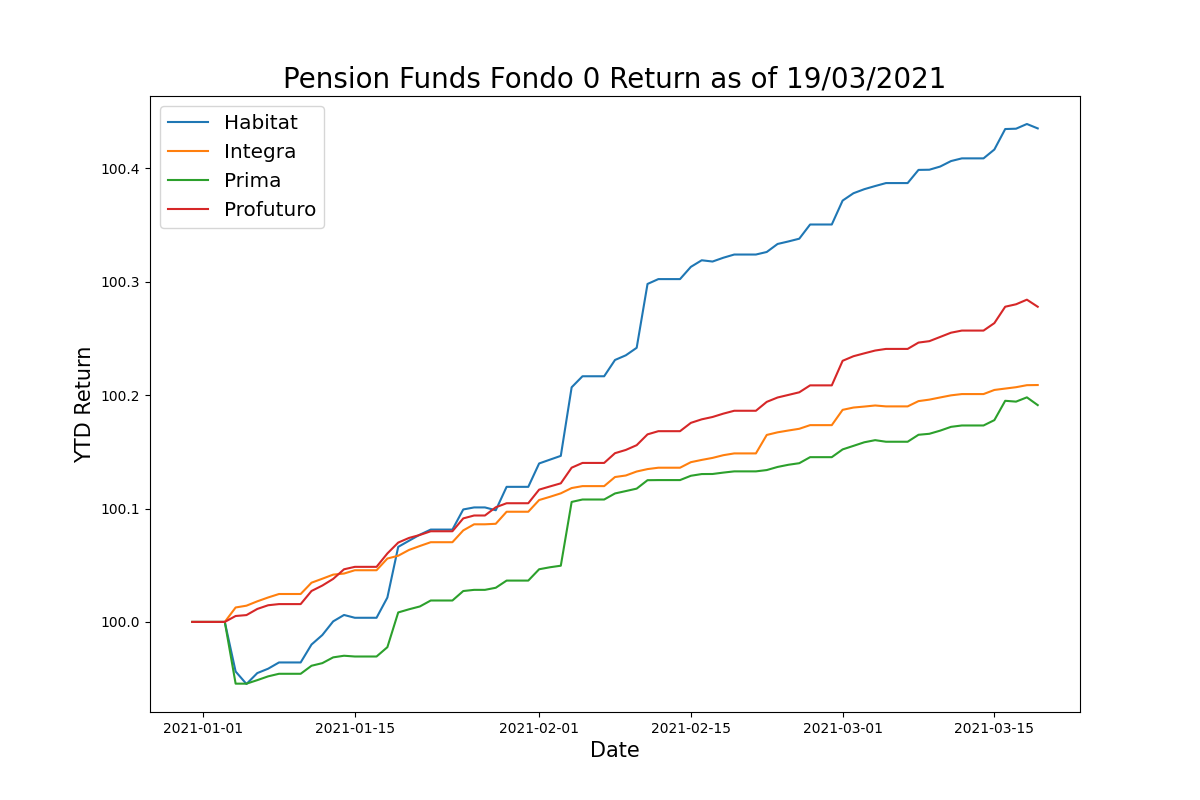 Pension Funds Fondo 0 Return as of 19/03/2021
Habitat
Integra
Prima
Profuturo
YTD Return
100.4
100.3
100.2
100.1
100.0
2021-01-01 2021-01-15 2021-02-01 2021-02-15 2021-03-01 2021-03-15
Date